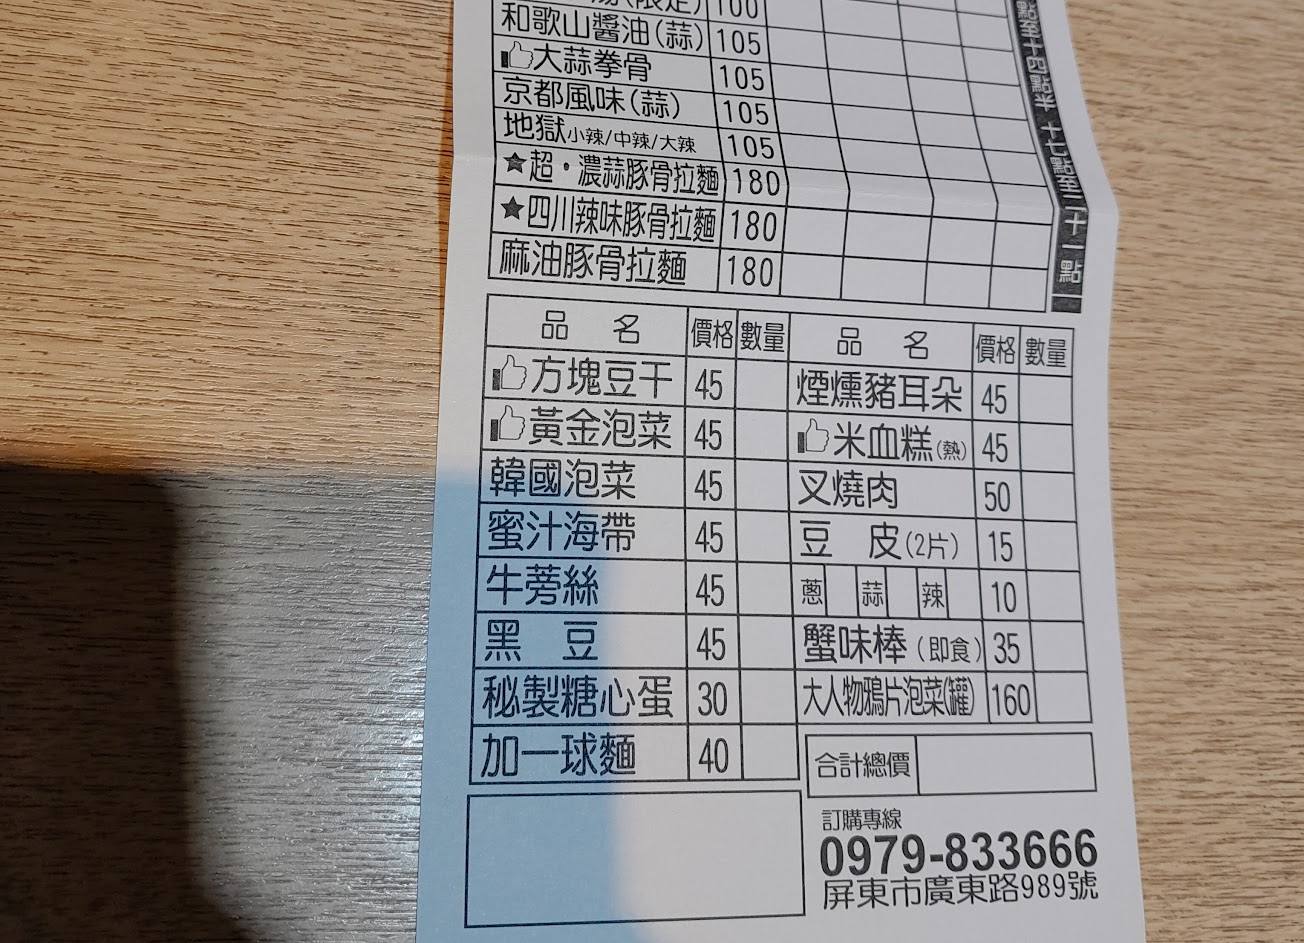 (限定) 100
和歌山醬油(蒜) 105
大蒜拳骨 105
京都風味(蒜) 105
地獄小辣/中辣/大辣 105
★超・濃蒜豚骨拉麵 180
★四川辣味豚骨拉麵 180
麻油豚骨拉麵 180
點至十四點半 十七點至二十一點
品 名 價格 數量 品 名 價格 數量
方塊豆干 45 煙燻豬耳朵 45
黃金泡菜 45 米血糕(熱) 45
韓國泡菜 45 叉燒肉 50
蜜汁海帶 45 豆 皮(2片) 15
牛蒡絲 45 蔥 蒜 辣 10
黑 豆 45 蟹味棒(即食) 35
秘製糖心蛋 30 大人物鴉片泡菜(罐) 160
加一球麵 40
合計總價
訂購專線
0979-833666
屏東市廣東路989號